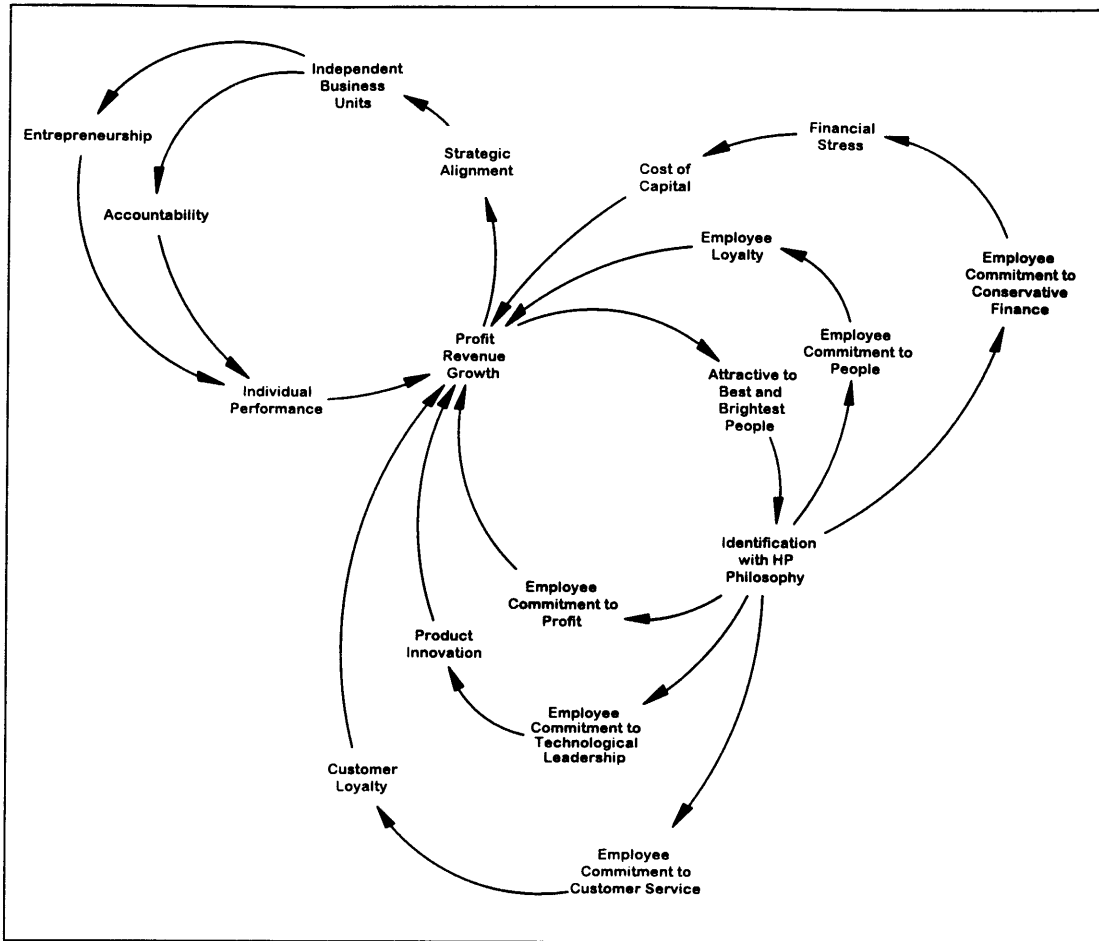 Independent
Business
Units
Entrepreneurship
Accountability
Strategic
Alignment
Financial
Stress
Cost of
Capital
Employee
Loyalty
Employee
Commitment to
Conservative
Finance
Profit
Revenue
Growth
Employee
Commitment to
People
Attractive to
Best and
Brightest
People
Individual
Performance
Identification
with HP
Philosophy
Employee
Commitment to
Profit
Product
Innovation
Employee
Commitment to
Technological
Leadership
Customer
Loyalty
Employee
Commitment to
Customer Service